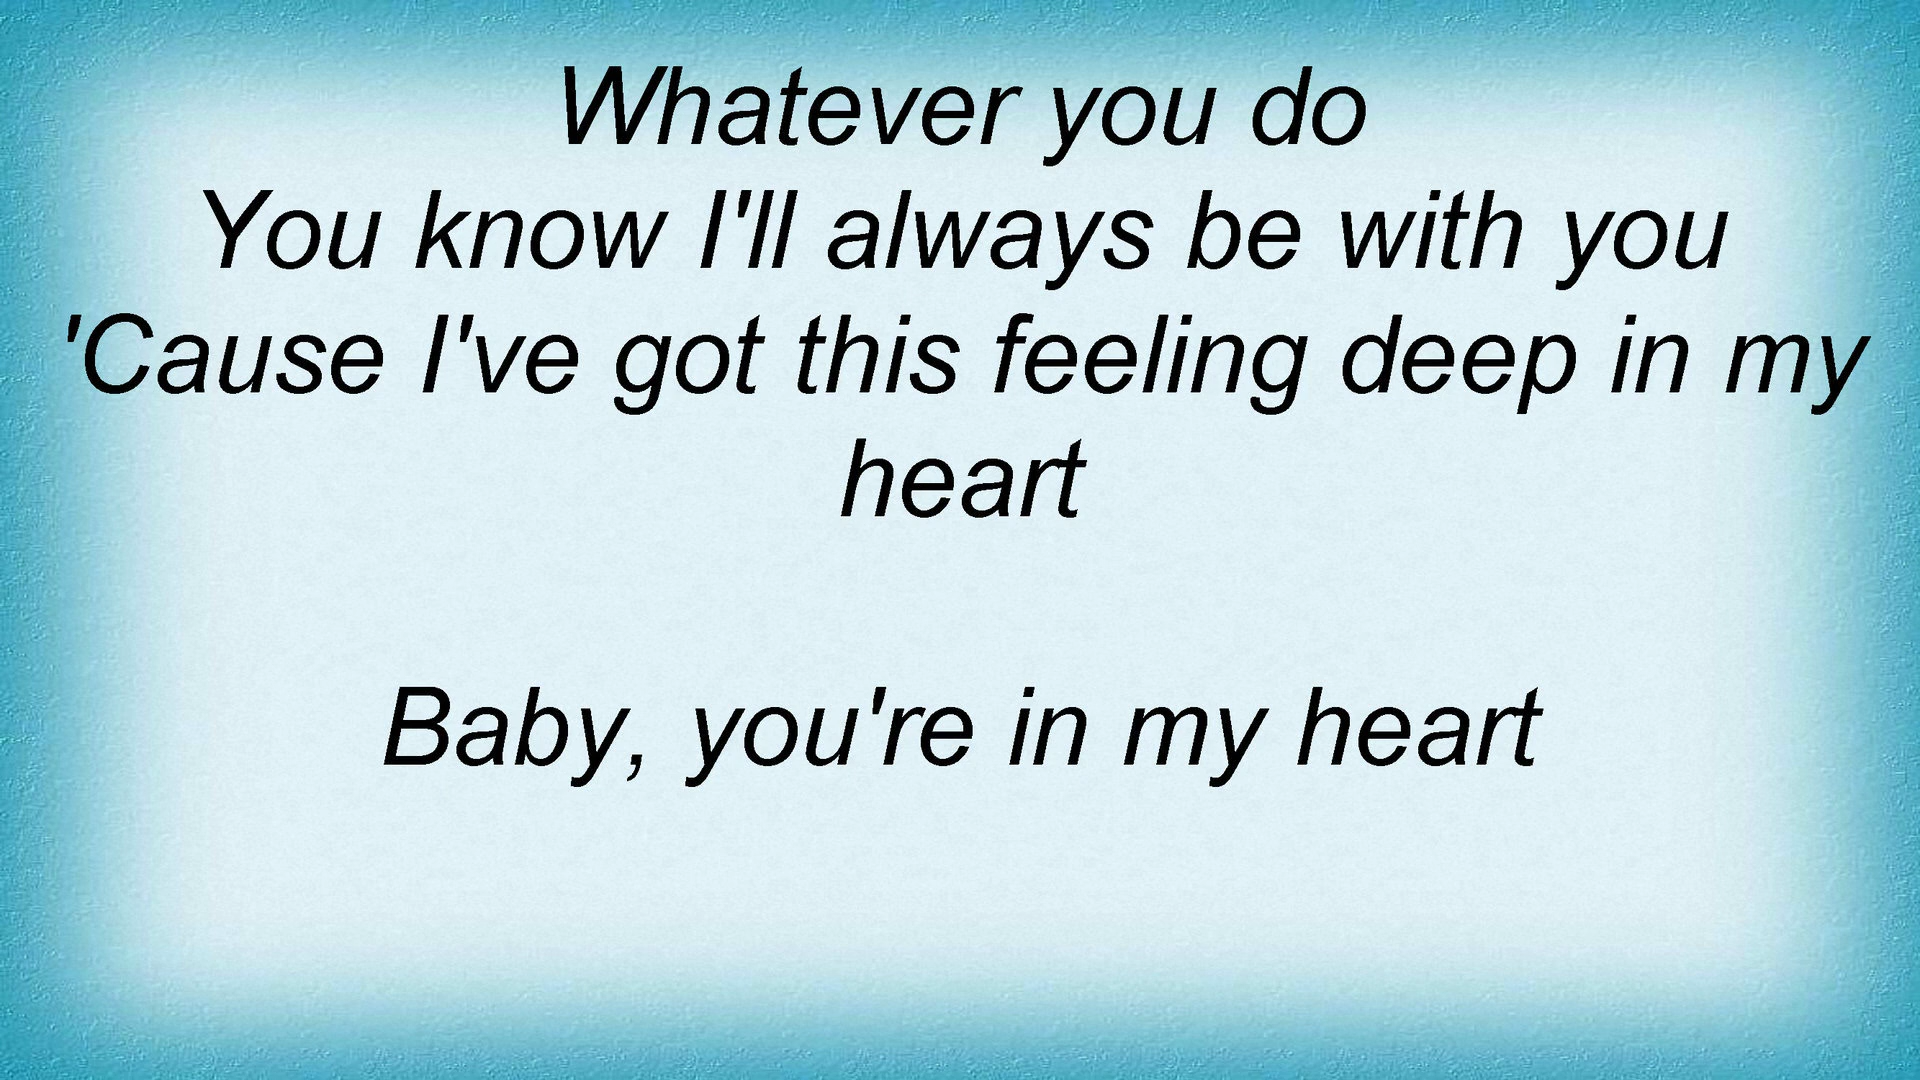 Whatever you do
You know I'll always be with you
'Cause I've got this feeling deep in my
heart
Baby, you're in my heart